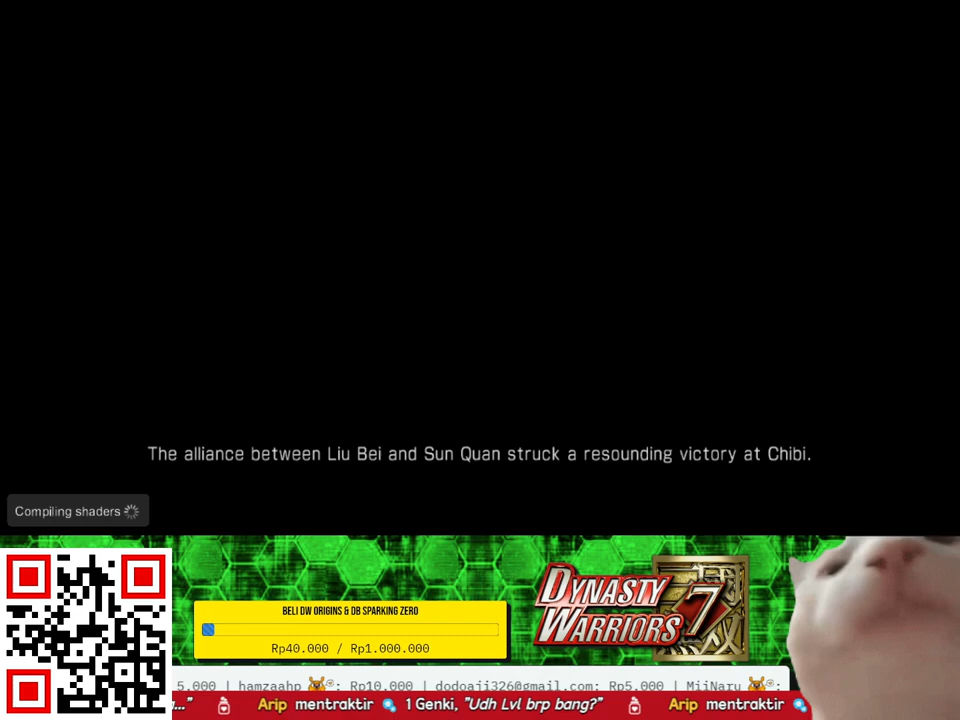 The alliance between Liu Bei and Sun Quan struck a resounding victory at Chibi.
Compiling shaders
BELI DW ORIGINS & DB SPARKING ZERO
Rp40.000 / Rp1.000.000
DYNASTY WARRIORS 7
5.000 | hamzaahp : Rp10.000 | dodoaji326@gmail.com: Rp5.000 | MiiNaru :
a..." Arip mentraktir 1 Genki, "Udh Lvl brp bang?" Arip mentraktir